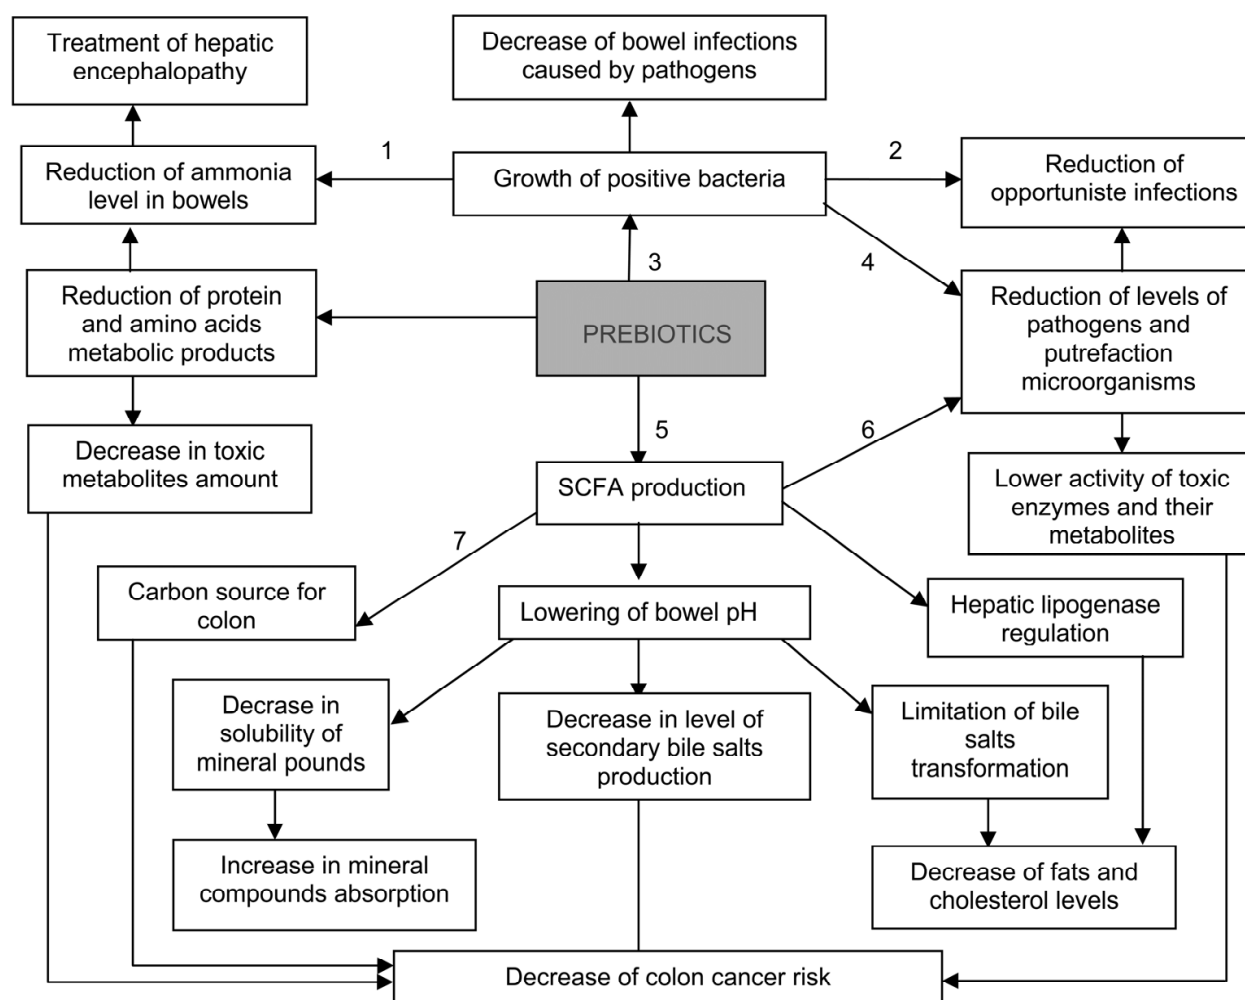 Treatment of hepatic
encephalopathy
Decrease of bowel infections
caused by pathogens
Reduction of ammonia
level in bowels
1
Growth of positive bacteria
2
Reduction of
opportuniste infections
3
4
Reduction of protein
and amino acids
metabolic products
PREBIOTICS
Reduction of levels of
pathogens and
putrefaction
microorganisms
Decrease in toxic
metabolites amount
5
6
SCFA production
Lower activity of toxic
enzymes and their
metabolites
7
Carbon source for
colon
Lowering of bowel pH
Hepatic lipogenase
regulation
Decrase in
solubility of
mineral pounds
Decrease in level of
secondary bile salts
production
Limitation of bile
salts
transformation
Increase in mineral
compounds absorption
Decrease of fats and
cholesterol levels
Decrease of colon cancer risk